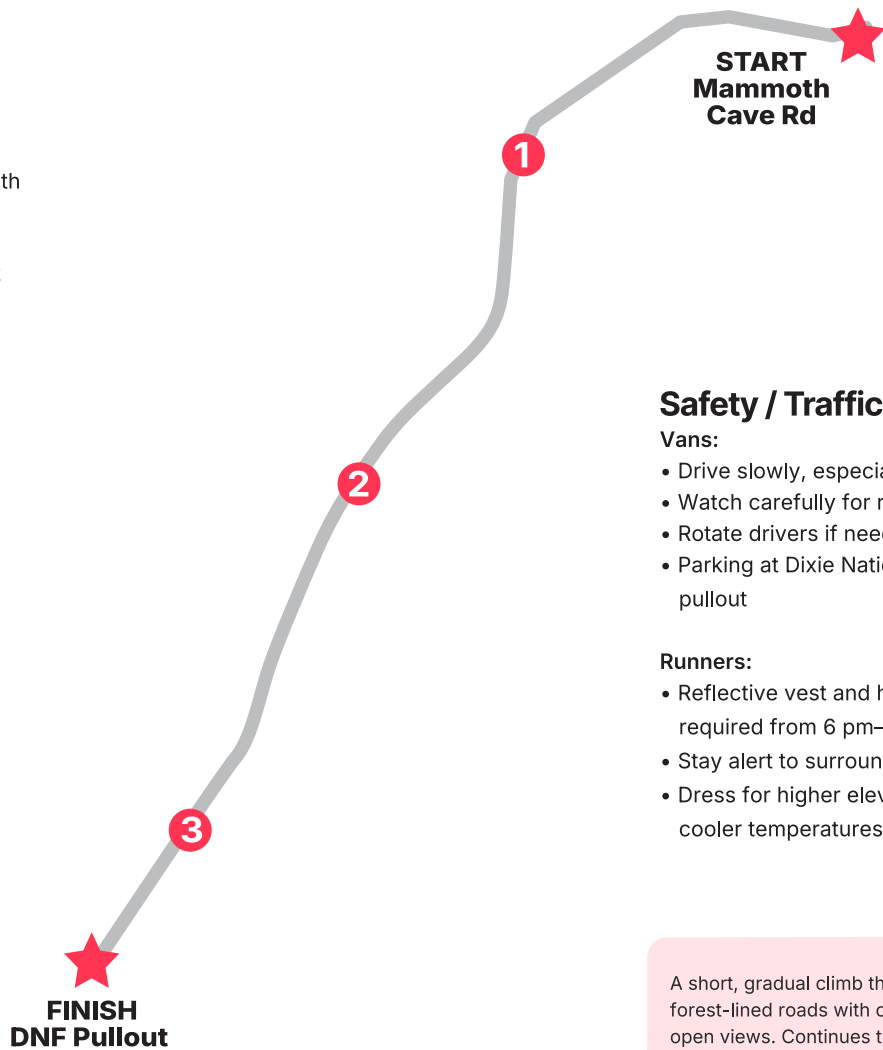 START
Mammoth
Cave Rd
1
th
2
3
FINISH
DNF Pullout
Safety / Traffic
Vans:
• Drive slowly, especia
• Watch carefully for
• Rotate drivers if nee
• Parking at Dixie Nati
pullout
Runners:
• Reflective vest and
required from 6 pm–
• Stay alert to surroun
• Dress for higher elev
cooler temperatures
A short, gradual climb th
forest-lined roads with
open views. Continues t